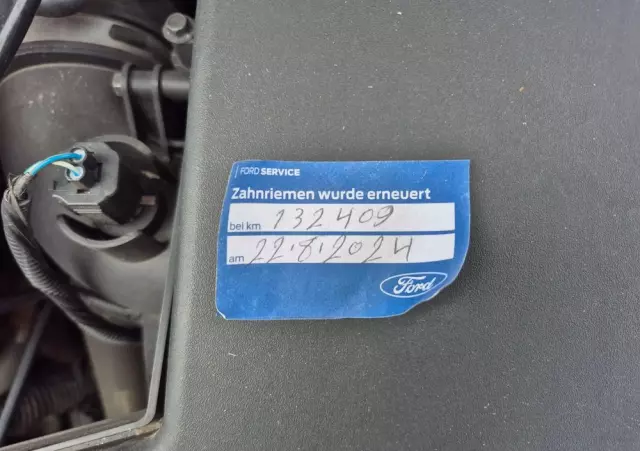 FORD SERVICE
Zahnriemen wurde erneuert
bei km 132409
am 22.8.2024
Ford